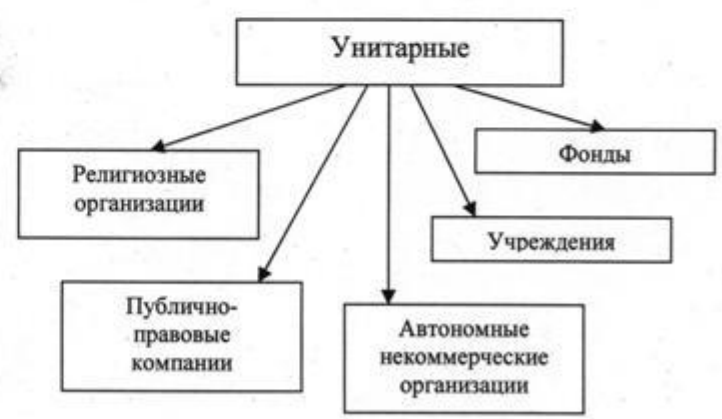 Унитарные
Фонды
Религиозные
организации
Учреждения
Публично-
правовые
компании
Автономные
некоммерческие
организации